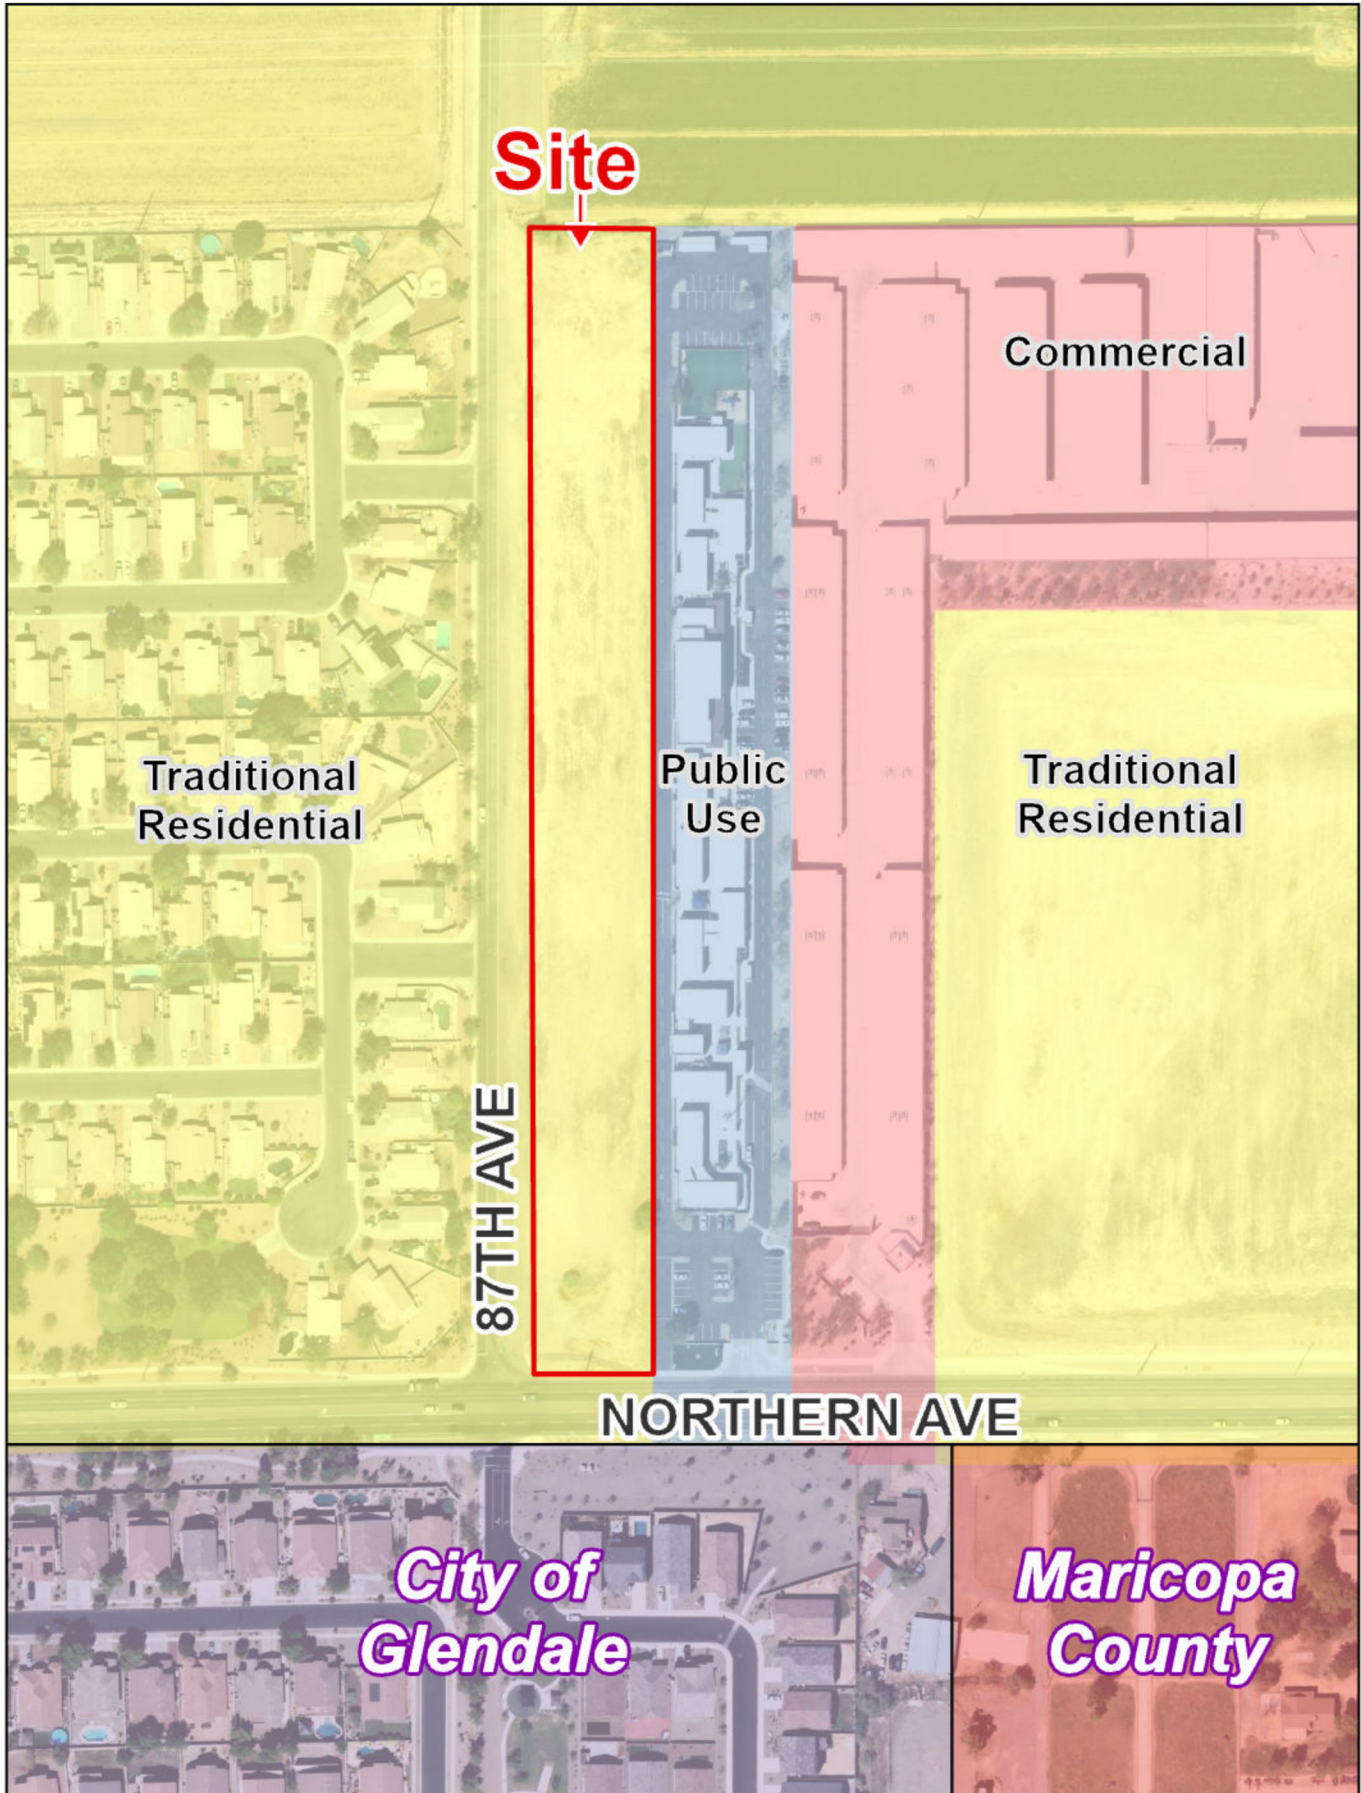 Site
Commercial
Traditional
Residential
Public
Use
Traditional
Residential
87TH AVE
NORTHERN AVE
City of
Glendale
Maricopa
County